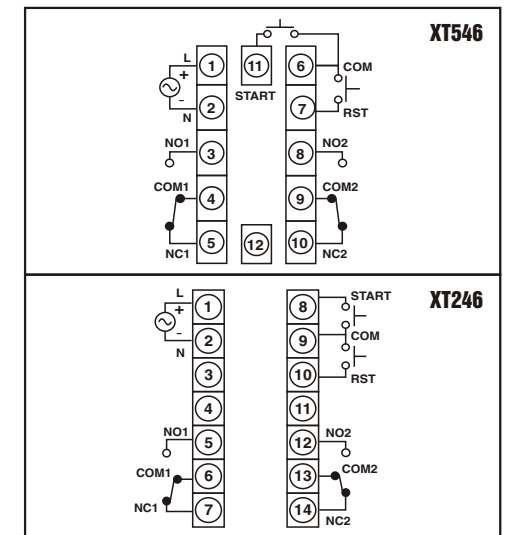 XT546
L
+
-
N
1
2
NO1
3
COM1
4
5
NC1
11
START
12
6
COM
7
RST
8
NO2
9
COM2
10
NC2
XT246
L
+
-
N
1
2
3
4
NO1
5
COM1
6
NC1
7
8
START
9
COM
10
RST
11
12
NO2
13
COM2
14
NC2